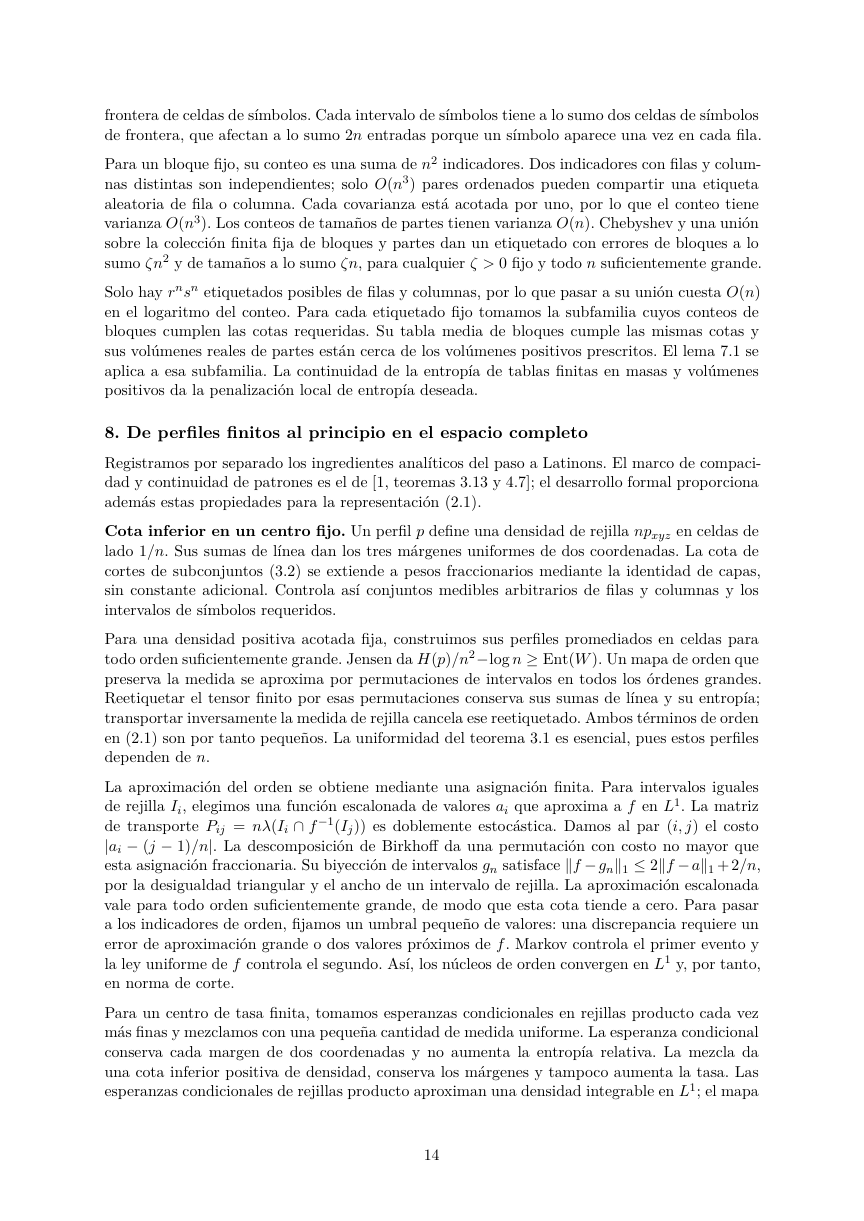 frontera de celdas de símbolos. Cada intervalo de símbolos tiene a lo sumo dos celdas de símbolos
de frontera, que afectan a lo sumo 2n entradas porque un símbolo aparece una vez en cada fila.
Para un bloque fijo, su conteo es una suma de n² indicadores. Dos indicadores con filas y colum-
nas distintas son independientes; solo O(n³) pares ordenados pueden compartir una etiqueta
aleatoria de fila o columna. Cada covarianza está acotada por uno, por lo que el conteo tiene
varianza O(n³). Los conteos de tamaños de partes tienen varianza O(n). Chebyshev y una unión
sobre la colección finita fija de bloques y partes dan un etiquetado con errores de bloques a lo
sumo ζn² y de tamaños a lo sumo ζn, para cualquier ζ > 0 fijo y todo n suficientemente grande.
Solo hay rⁿsⁿ etiquetados posibles de filas y columnas, por lo que pasar a su unión cuesta O(n)
en el logaritmo del conteo. Para cada etiquetado fijo tomamos la subfamilia cuyos conteos de
bloques cumplen las cotas requeridas. Su tabla media de bloques cumple las mismas cotas y
sus volúmenes reales de partes están cerca de los volúmenes positivos prescritos. El lema 7.1 se
aplica a esa subfamilia. La continuidad de la entropía de tablas finitas en masas y volúmenes
positivos da la penalización local de entropía deseada.
8. De perfiles finitos al principio en el espacio completo
Registramos por separado los ingredientes analíticos del paso a Latinons. El marco de compaci-
dad y continuidad de patrones es el de [1, teoremas 3.13 y 4.7]; el desarrollo formal proporciona
además estas propiedades para la representación (2.1).
Cota inferior en un centro fijo. Un perfil p define una densidad de rejilla np_{xyz} en celdas de
lado 1/n. Sus sumas de línea dan los tres márgenes uniformes de dos coordenadas. La cota de
cortes de subconjuntos (3.2) se extiende a pesos fraccionarios mediante la identidad de capas,
sin constante adicional. Controla así conjuntos medibles arbitrarios de filas y columnas y los
intervalos de símbolos requeridos.
Para una densidad positiva acotada fija, construimos sus perfiles promediados en celdas para
todo orden suficientemente grande. Jensen da H(p)/n² − log n ≥ Ent(W). Un mapa de orden que
preserva la medida se aproxima por permutaciones de intervalos en todos los órdenes grandes.
Reetiquetar el tensor finito por esas permutaciones conserva sus sumas de línea y su entropía;
transportar inversamente la medida de rejilla cancela ese reetiquetado. Ambos términos de orden
en (2.1) son por tanto pequeños. La uniformidad del teorema 3.1 es esencial, pues estos perfiles
dependen de n.
La aproximación del orden se obtiene mediante una asignación finita. Para intervalos iguales
de rejilla I_i, elegimos una función escalonada de valores a_i que aproxima a f en L¹. La matriz
de transporte P_{ij} = nλ(I_i ∩ f⁻¹(I_j)) es doblemente estocástica. Damos al par (i, j) el costo
|a_i − (j − 1)/n|. La descomposición de Birkhoff da una permutación con costo no mayor que
esta asignación fraccionaria. Su biyección de intervalos g_n satisface ‖f − g_n‖₁ ≤ 2‖f − a‖₁ + 2/n,
por la desigualdad triangular y el ancho de un intervalo de rejilla. La aproximación escalonada
vale para todo orden suficientemente grande, de modo que esta cota tiende a cero. Para pasar
a los indicadores de orden, fijamos un umbral pequeño de valores: una discrepancia requiere un
error de aproximación grande o dos valores próximos de f. Markov controla el primer evento y
la ley uniforme de f controla el segundo. Así, los núcleos de orden convergen en L¹ y, por tanto,
en norma de corte.
Para un centro de tasa finita, tomamos esperanzas condicionales en rejillas producto cada vez
más finas y mezclamos con una pequeña cantidad de medida uniforme. La esperanza condicional
conserva cada margen de dos coordenadas y no aumenta la entropía relativa. La mezcla da
una cota inferior positiva de densidad, conserva los márgenes y tampoco aumenta la tasa. Las
esperanzas condicionales de rejillas producto aproximan una densidad integrable en L¹; el mapa
14